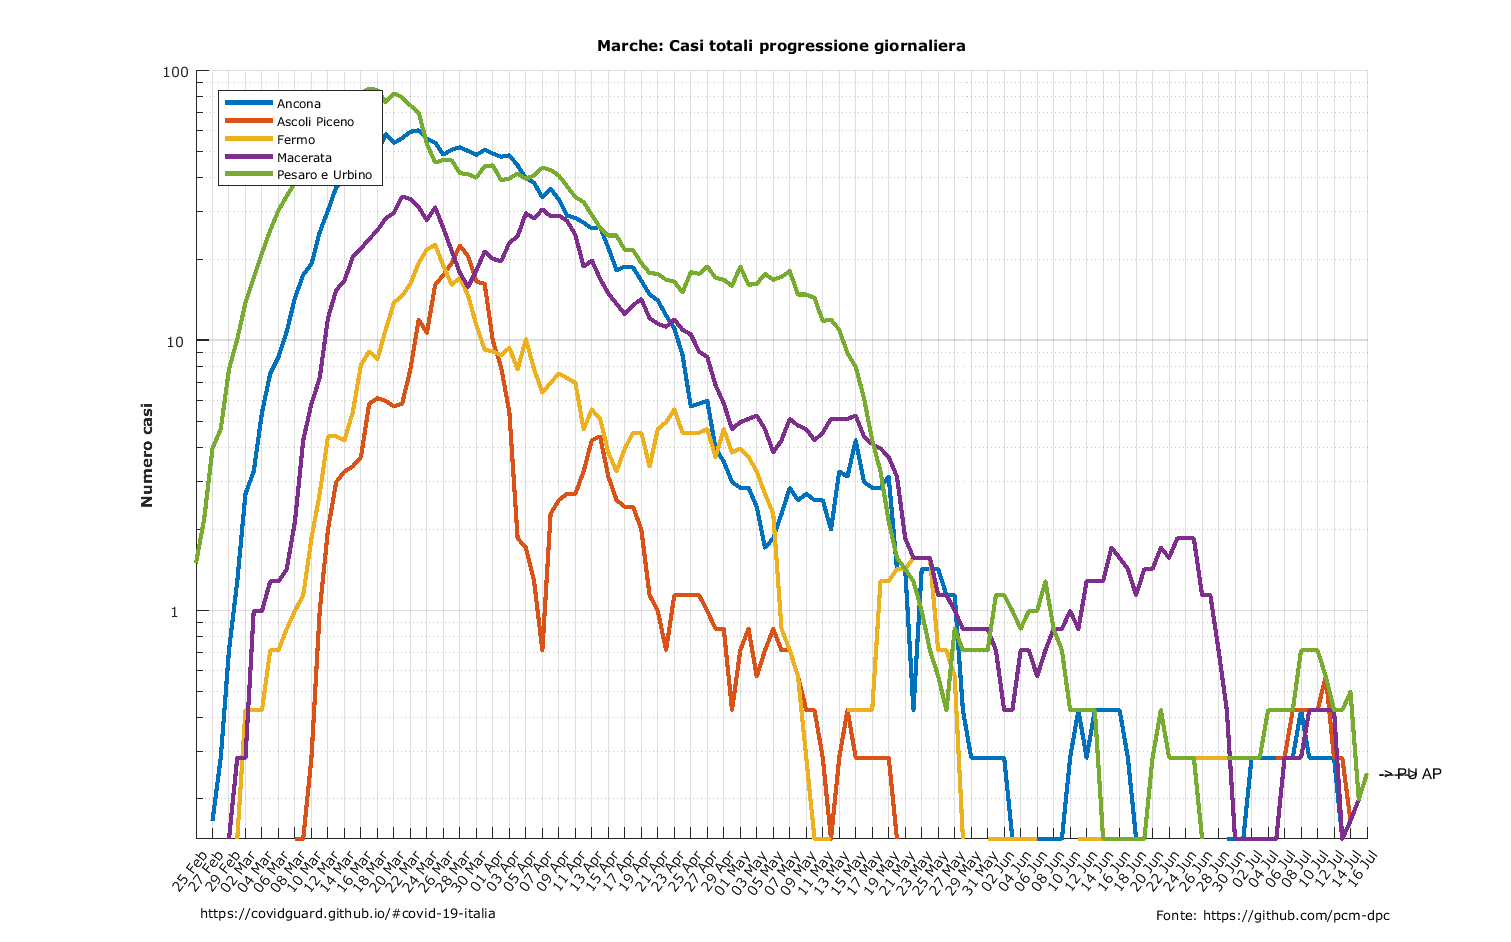 Marche: Casi totali progressione giornaliera
100
10
1
Numero casi
Ancona
Ascoli Piceno
Fermo
Macerata
Pesaro e Urbino
-> PU AP
25 Feb
27 Feb
29 Feb
02 Mar
04 Mar
06 Mar
08 Mar
10 Mar
12 Mar
14 Mar
16 Mar
18 Mar
20 Mar
22 Mar
24 Mar
26 Mar
28 Mar
30 Mar
01 Apr
03 Apr
05 Apr
07 Apr
09 Apr
11 Apr
13 Apr
15 Apr
17 Apr
19 Apr
21 Apr
23 Apr
25 Apr
27 Apr
29 Apr
01 May
03 May
05 May
07 May
09 May
11 May
13 May
15 May
17 May
19 May
21 May
23 May
25 May
27 May
29 May
31 May
02 Jun
04 Jun
06 Jun
08 Jun
10 Jun
12 Jun
14 Jun
16 Jun
18 Jun
20 Jun
22 Jun
24 Jun
26 Jun
28 Jun
30 Jun
02 Jul
04 Jul
06 Jul
08 Jul
10 Jul
12 Jul
14 Jul
16 Jul
https://covidguard.github.io/#covid-19-italia
Fonte: https://github.com/pcm-dpc